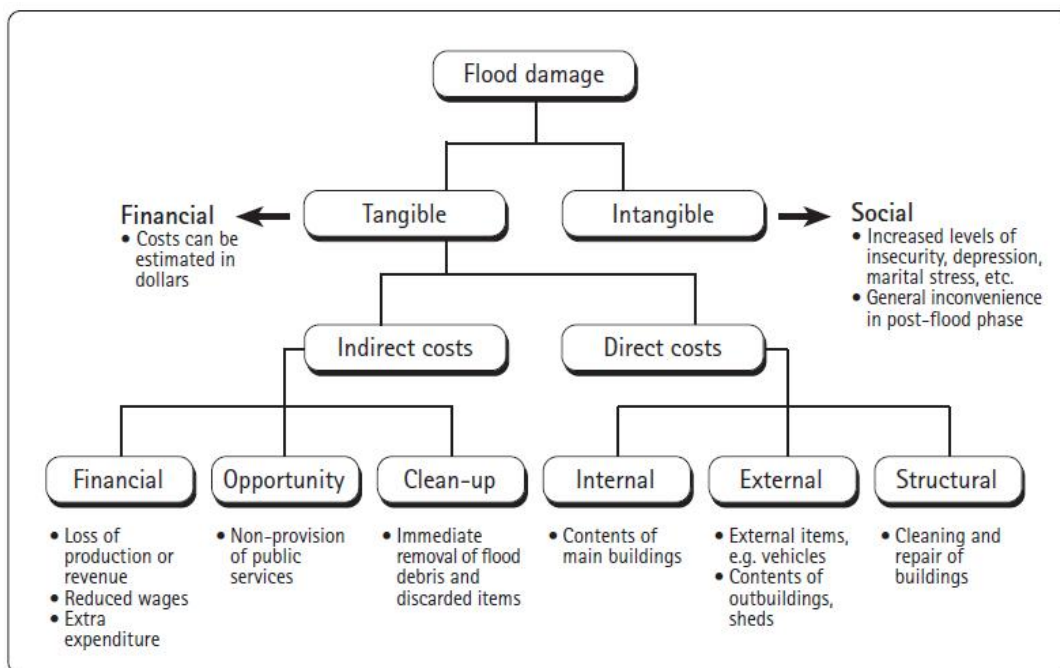 Flood damage
Financial
• Costs can be
estimated in
dollars
Tangible
Intangible
Social
• Increased levels of
insecurity, depression,
marital stress, etc.
• General inconvenience
in post-flood phase
Indirect costs
Direct costs
Financial
• Loss of
production or
revenue
• Reduced wages
• Extra
expenditure
Opportunity
• Non-provision
of public
services
Clean-up
• Immediate
removal of flood
debris and
discarded items
Internal
• Contents of
main buildings
External
• External items,
e.g. vehicles
• Contents of
outbuildings,
sheds
Structural
• Cleaning and
repair of
buildings